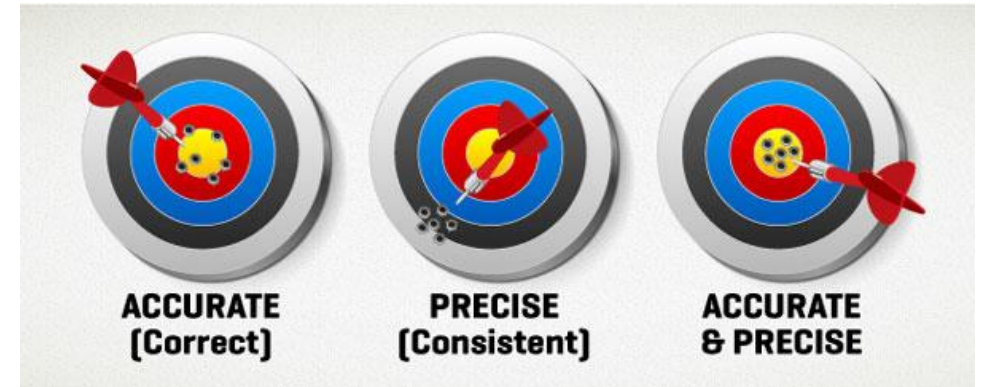 ACCURATE
(Correct)
PRECISE
(Consistent)
ACCURATE
& PRECISE